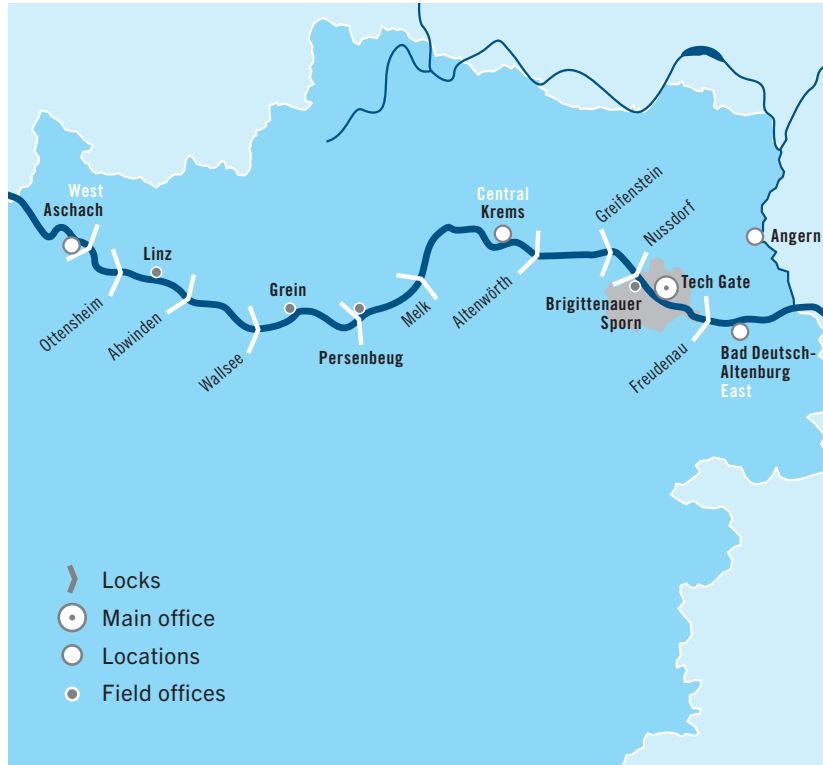 West
Aschach
Linz
Ottensheim
Abwinden
Wallsee
Grein
Persenbeug
Melk
Central
Krems
Altenwörth
Greifenstein
Nussdorf
Angern
Tech Gate
Brigittenauer
Sporn
Freudenau
Bad Deutsch-
Altenburg
East
Locks
Main office
Locations
Field offices